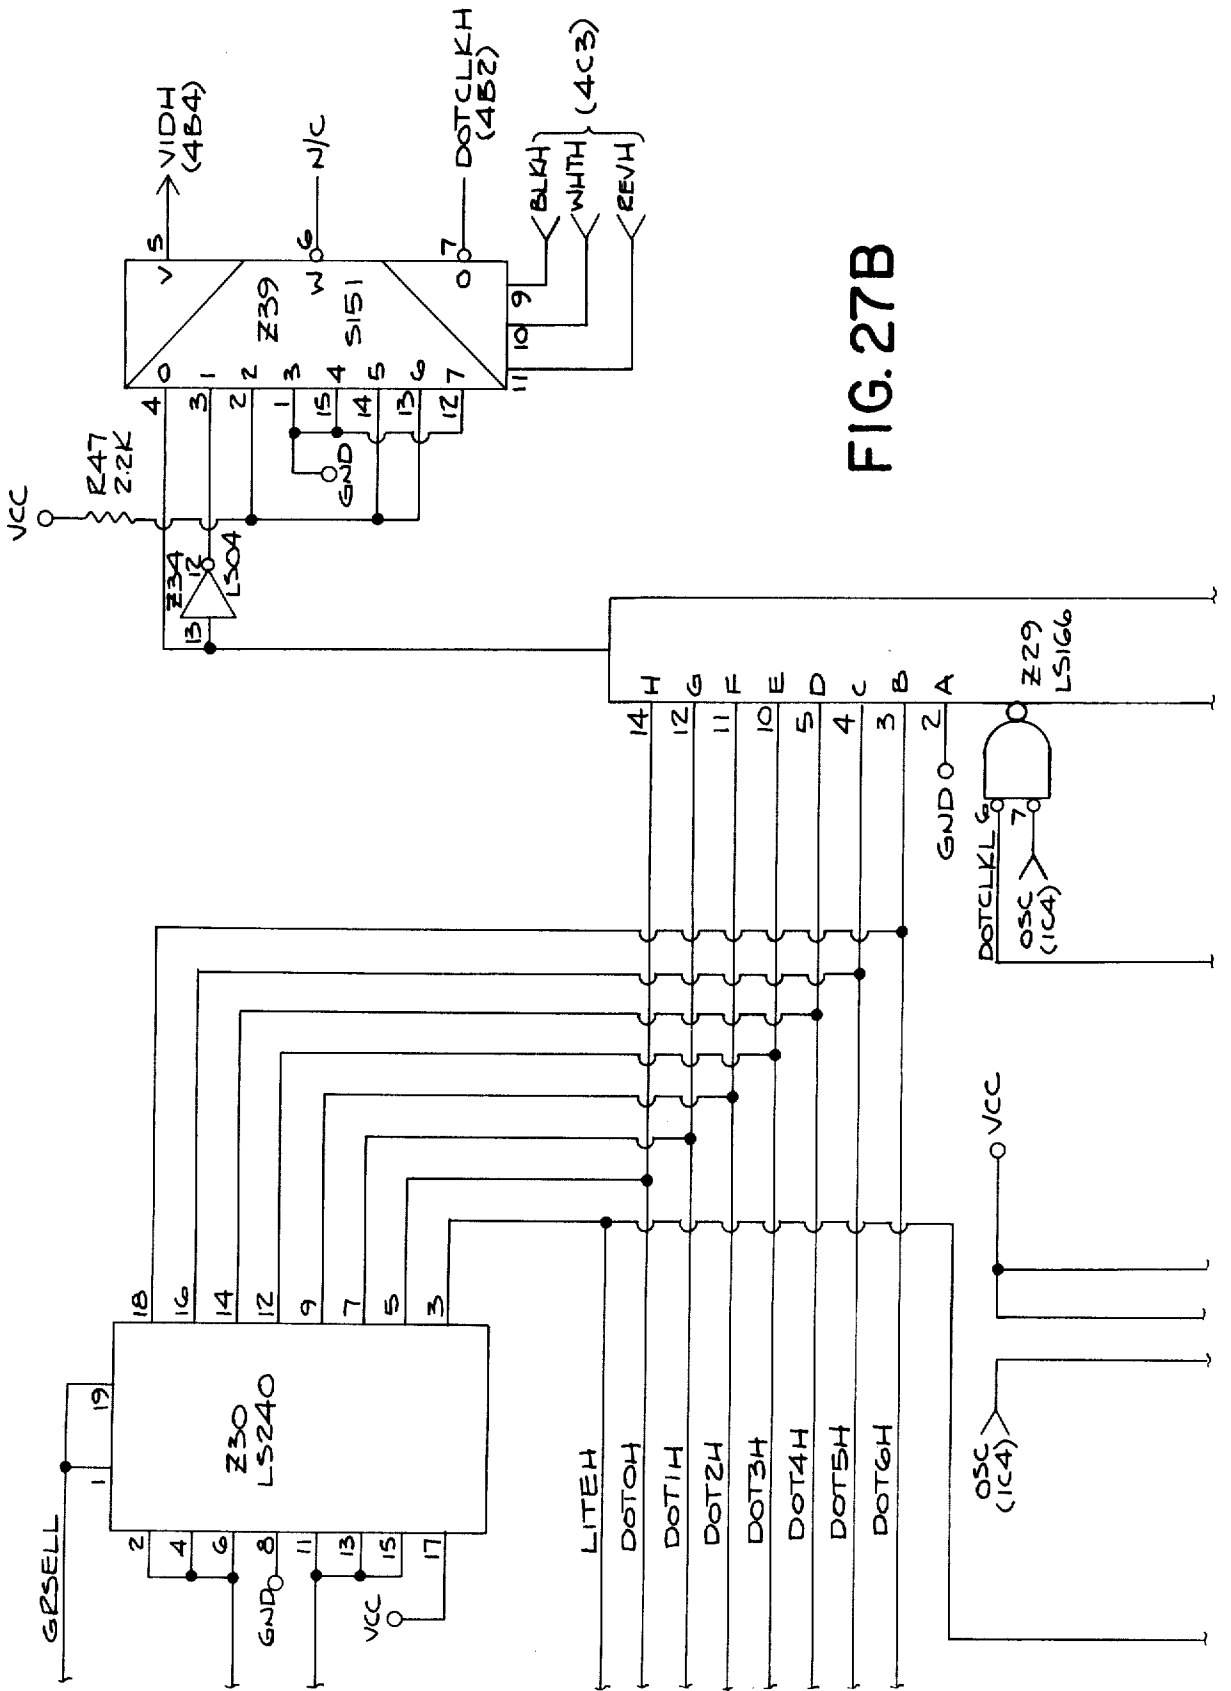 GRSELL
1
19
Z30
LS240
2
4
6
8
11
13
15
17
GND
VCC
18
16
14
12
9
7
5
3
LITEH
DOT0H
DOT1H
DOT2H
DOT3H
DOT4H
DOT5H
DOT6H
OSC
(1C4)
VCC
VCC
R47
2.2K
Z34
13
12
LS04
4
3
2
1
15
14
13
12
0
1
2
3
4
5
6
7
GND
Z39
S151
V
5
VIDH
(4B4)
W
6
N/C
O
7
DOTCLKH
(4B2)
9
10
11
BLKH
WHTH
REVH
(4C3)
14
12
11
10
5
4
3
2
H
G
F
E
D
C
B
A
GND
Z29
LS166
DOTCLKL
6
7
OSC
(1C4)
FIG. 27B